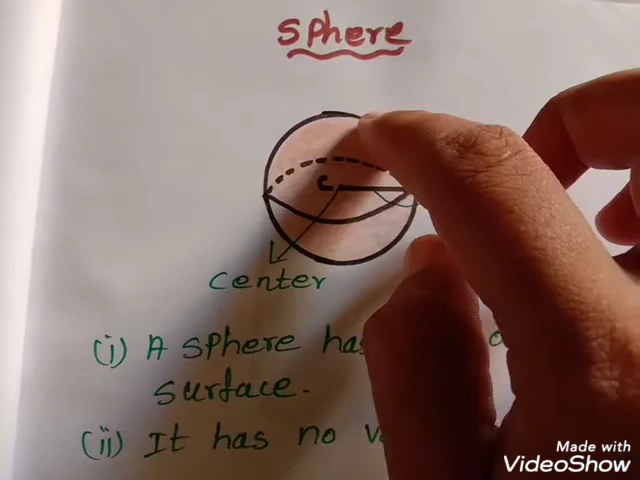 Sphere
c
center
(i) A sphere has
surface.
(ii) It has no
Made with
VideoShow